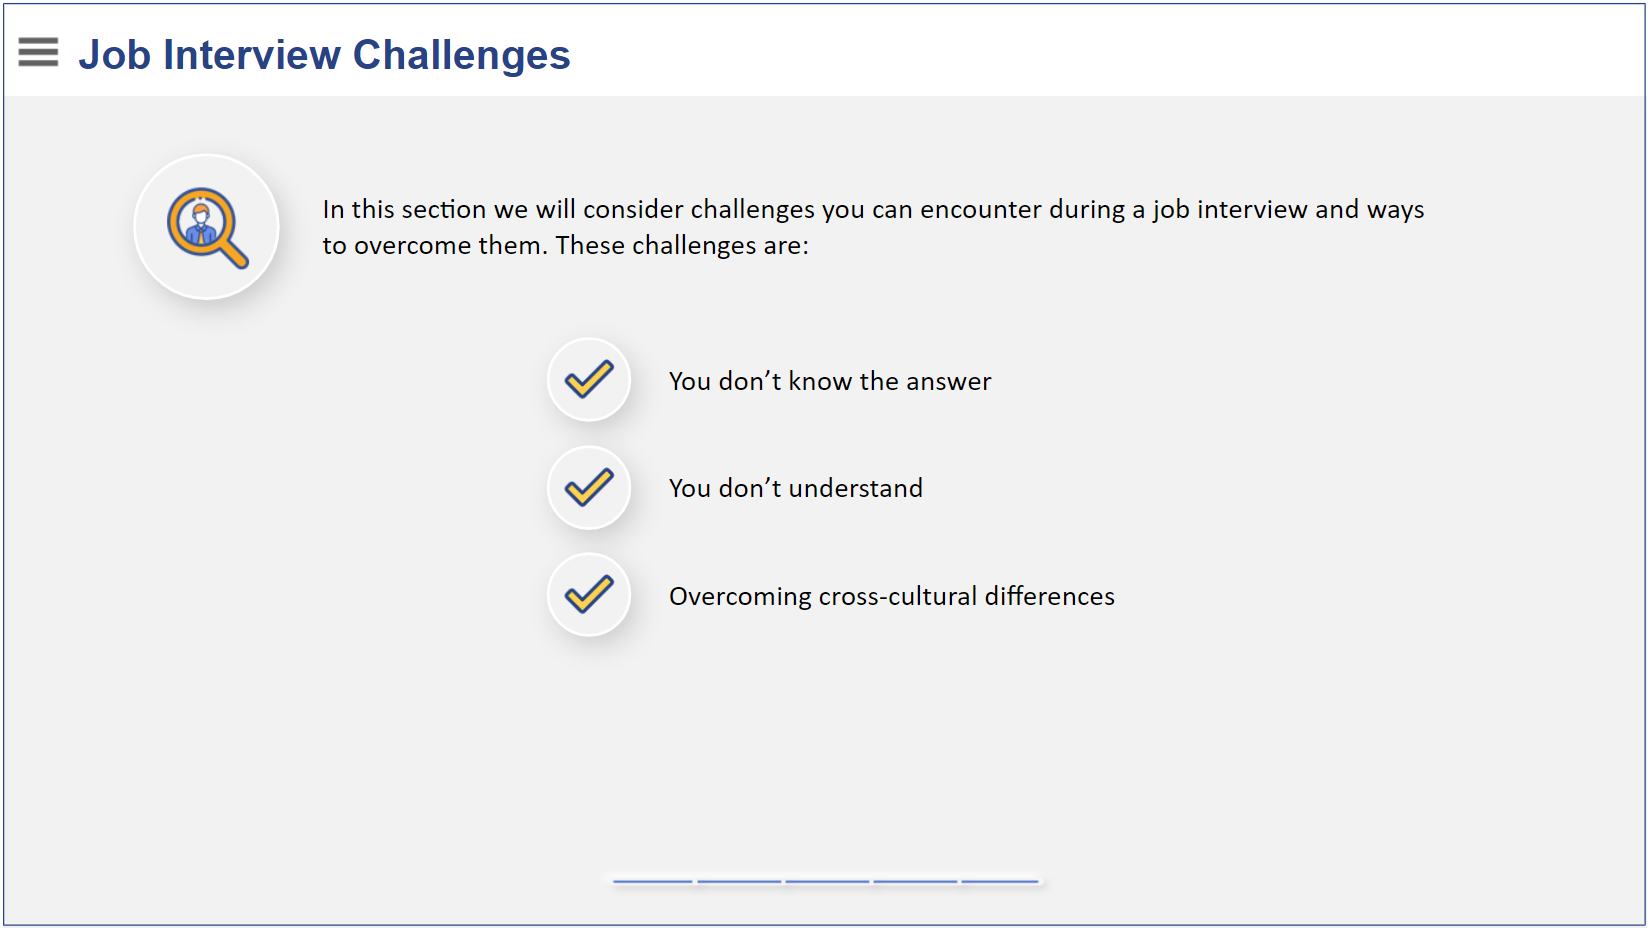 Job Interview Challenges
In this section we will consider challenges you can encounter during a job interview and ways
to overcome them. These challenges are:
You don’t know the answer
You don’t understand
Overcoming cross-cultural differences